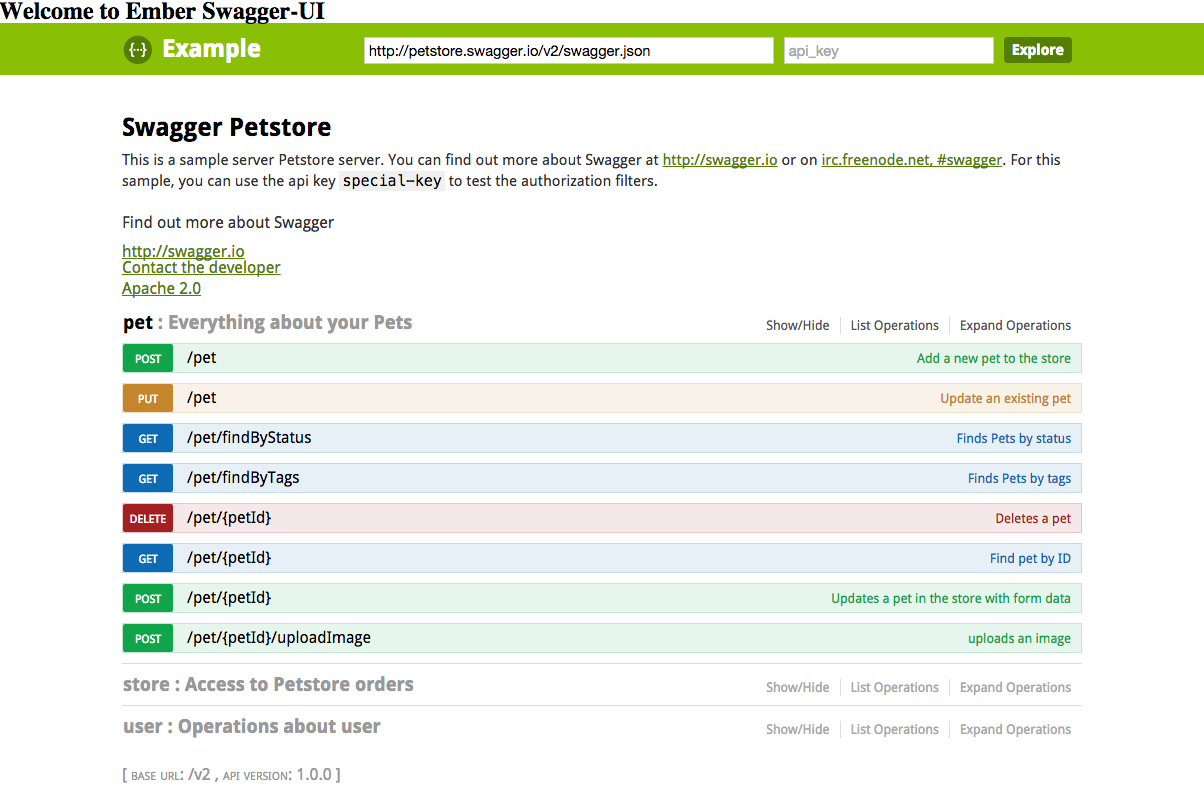 Welcome to Ember Swagger-UI
{··} Example http://petstore.swagger.io/v2/swagger.json api_key Explore
Swagger Petstore
This is a sample server Petstore server. You can find out more about Swagger at http://swagger.io or on irc.freenode.net, #swagger. For this
sample, you can use the api key special-key to test the authorization filters.
Find out more about Swagger
http://swagger.io
Contact the developer
Apache 2.0
pet : Everything about your Pets Show/Hide List Operations Expand Operations
POST /pet Add a new pet to the store
PUT /pet Update an existing pet
GET /pet/findByStatus Finds Pets by status
GET /pet/findByTags Finds Pets by tags
DELETE /pet/{petId} Deletes a pet
GET /pet/{petId} Find pet by ID
POST /pet/{petId} Updates a pet in the store with form data
POST /pet/{petId}/uploadImage uploads an image
store : Access to Petstore orders Show/Hide List Operations Expand Operations
user : Operations about user Show/Hide List Operations Expand Operations
[ BASE URL: /v2 , API VERSION: 1.0.0 ]